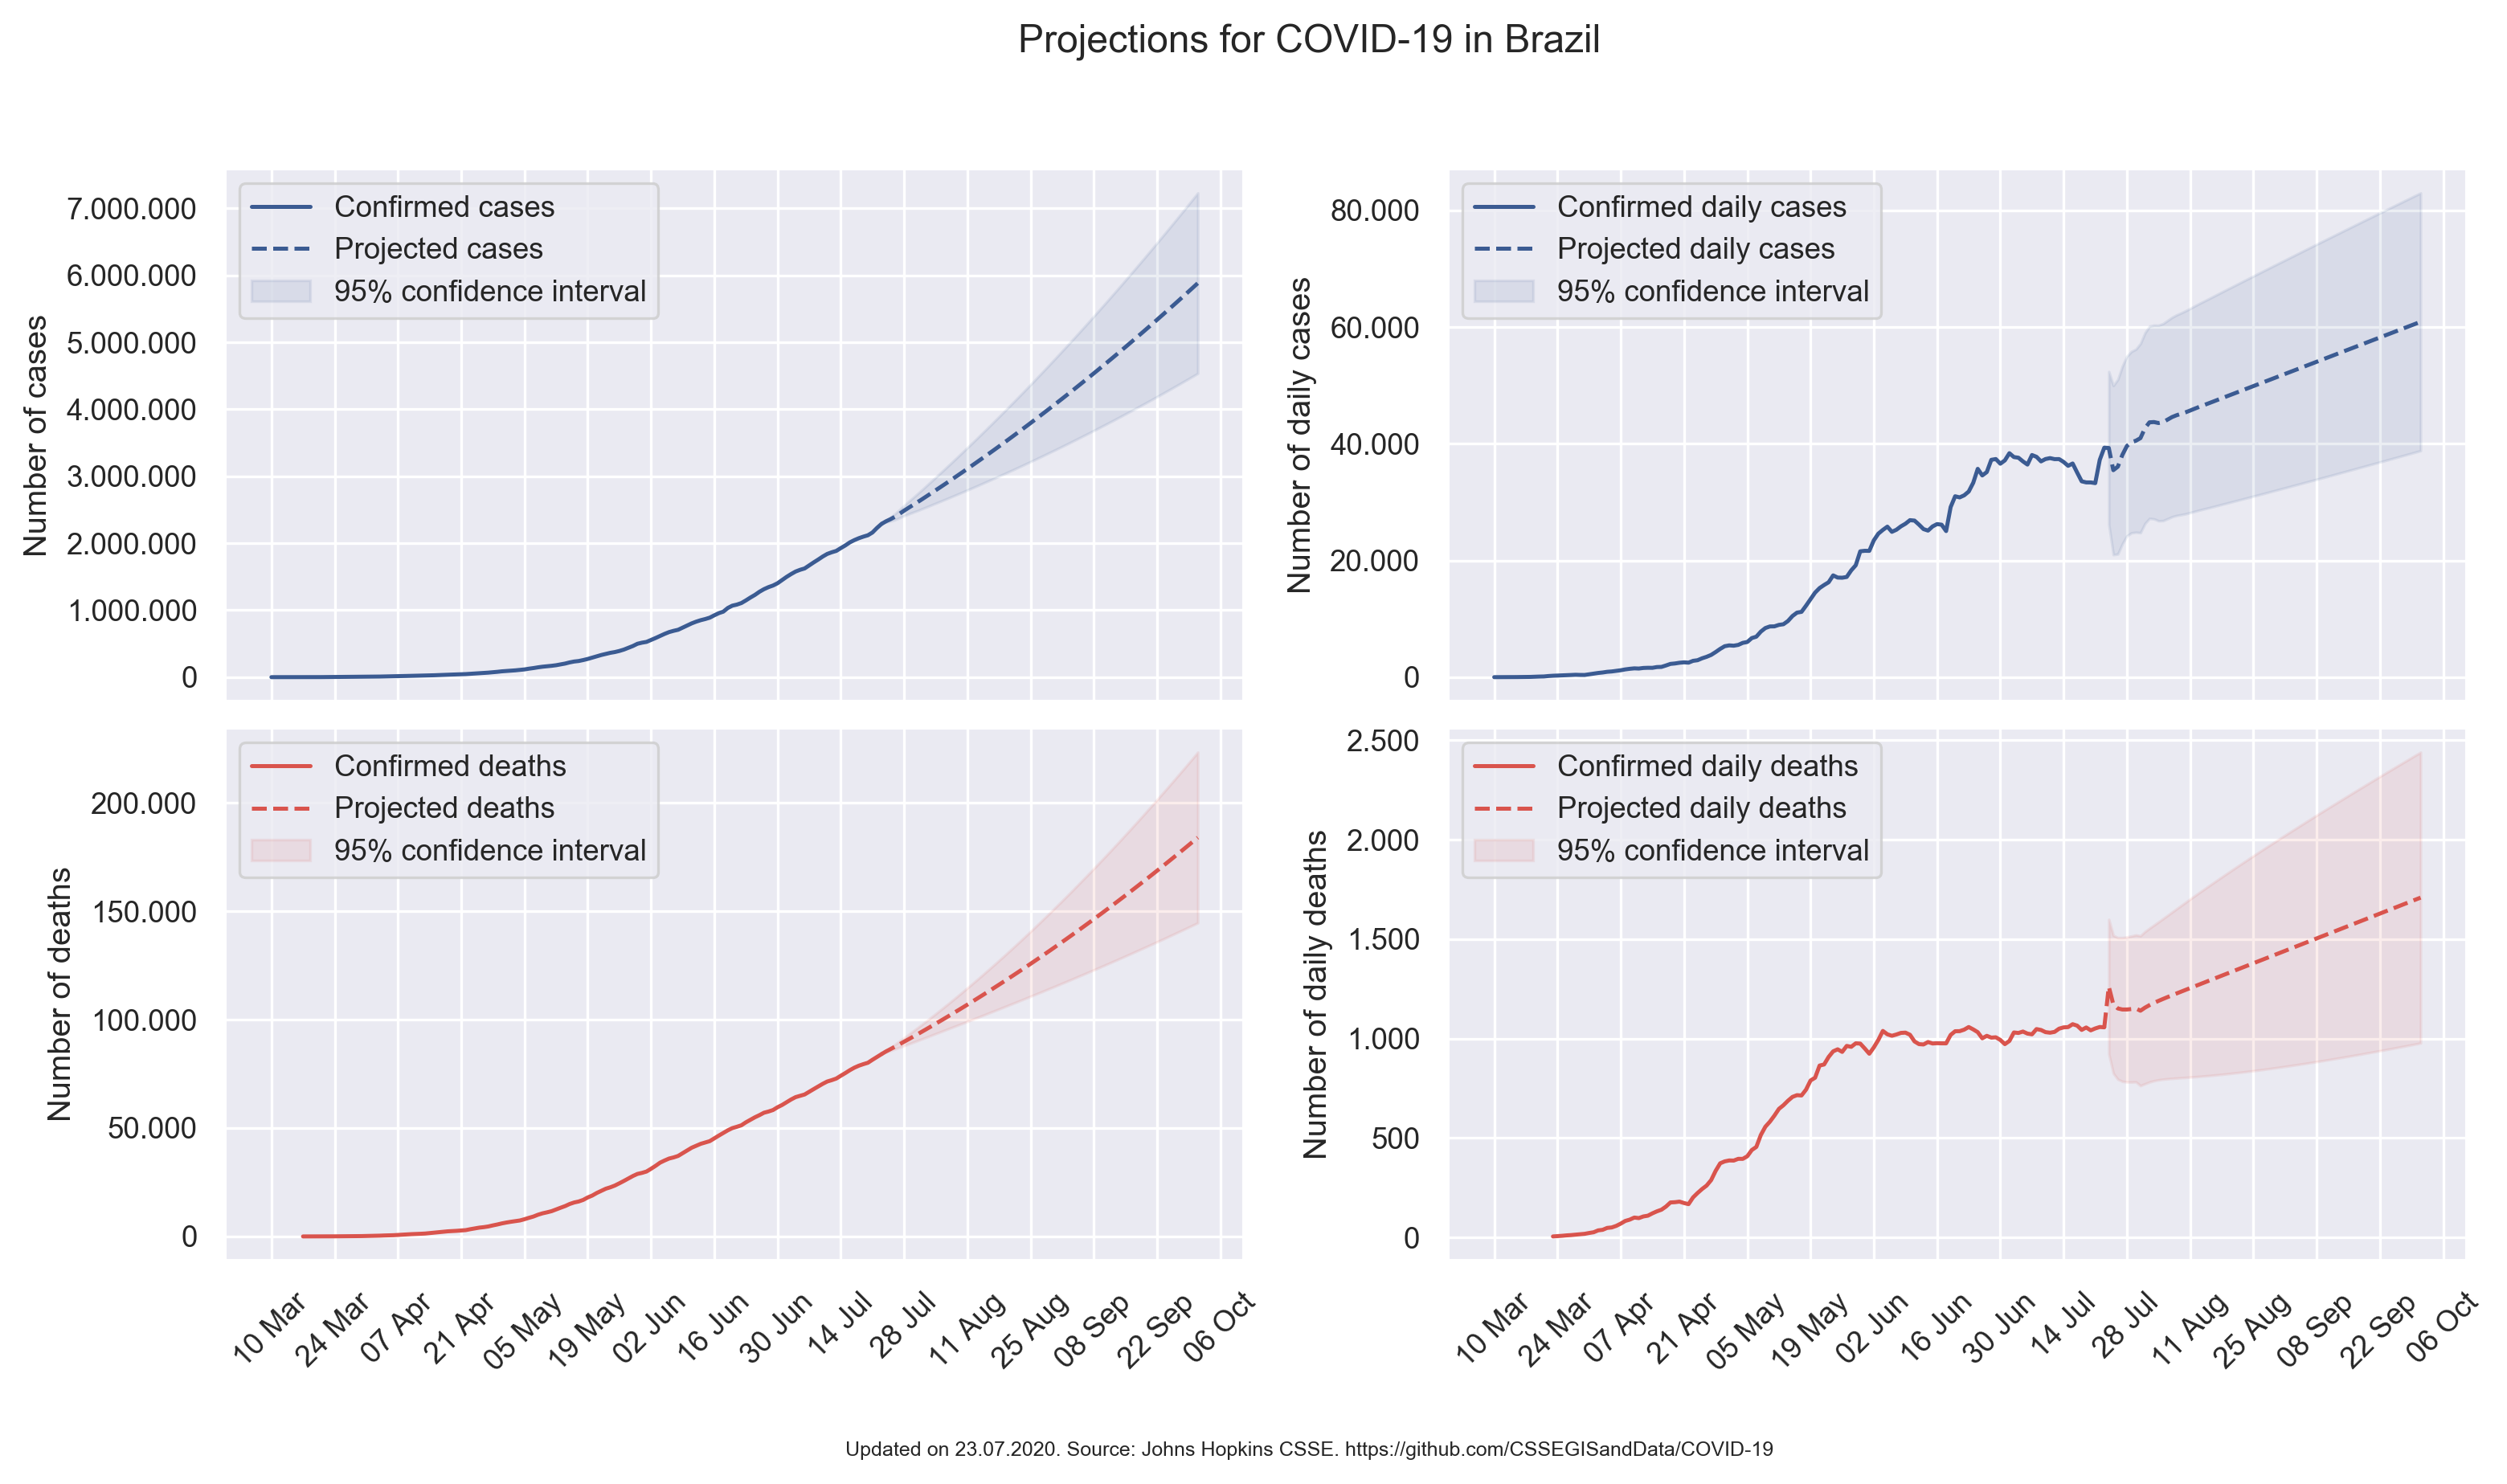 Projections for COVID-19 in Brazil
Number of cases
7.000.000
6.000.000
5.000.000
4.000.000
3.000.000
2.000.000
1.000.000
0
Confirmed cases
Projected cases
95% confidence interval
Number of daily cases
80.000
60.000
40.000
20.000
0
Confirmed daily cases
Projected daily cases
95% confidence interval
Number of deaths
200.000
150.000
100.000
50.000
0
Confirmed deaths
Projected deaths
95% confidence interval
10 Mar
24 Mar
07 Apr
21 Apr
05 May
19 May
02 Jun
16 Jun
30 Jun
14 Jul
28 Jul
11 Aug
25 Aug
08 Sep
22 Sep
06 Oct
Number of daily deaths
2.500
2.000
1.500
1.000
500
0
Confirmed daily deaths
Projected daily deaths
95% confidence interval
10 Mar
24 Mar
07 Apr
21 Apr
05 May
19 May
02 Jun
16 Jun
30 Jun
14 Jul
28 Jul
11 Aug
25 Aug
08 Sep
22 Sep
06 Oct
Updated on 23.07.2020. Source: Johns Hopkins CSSE. https://github.com/CSSEGISandData/COVID-19